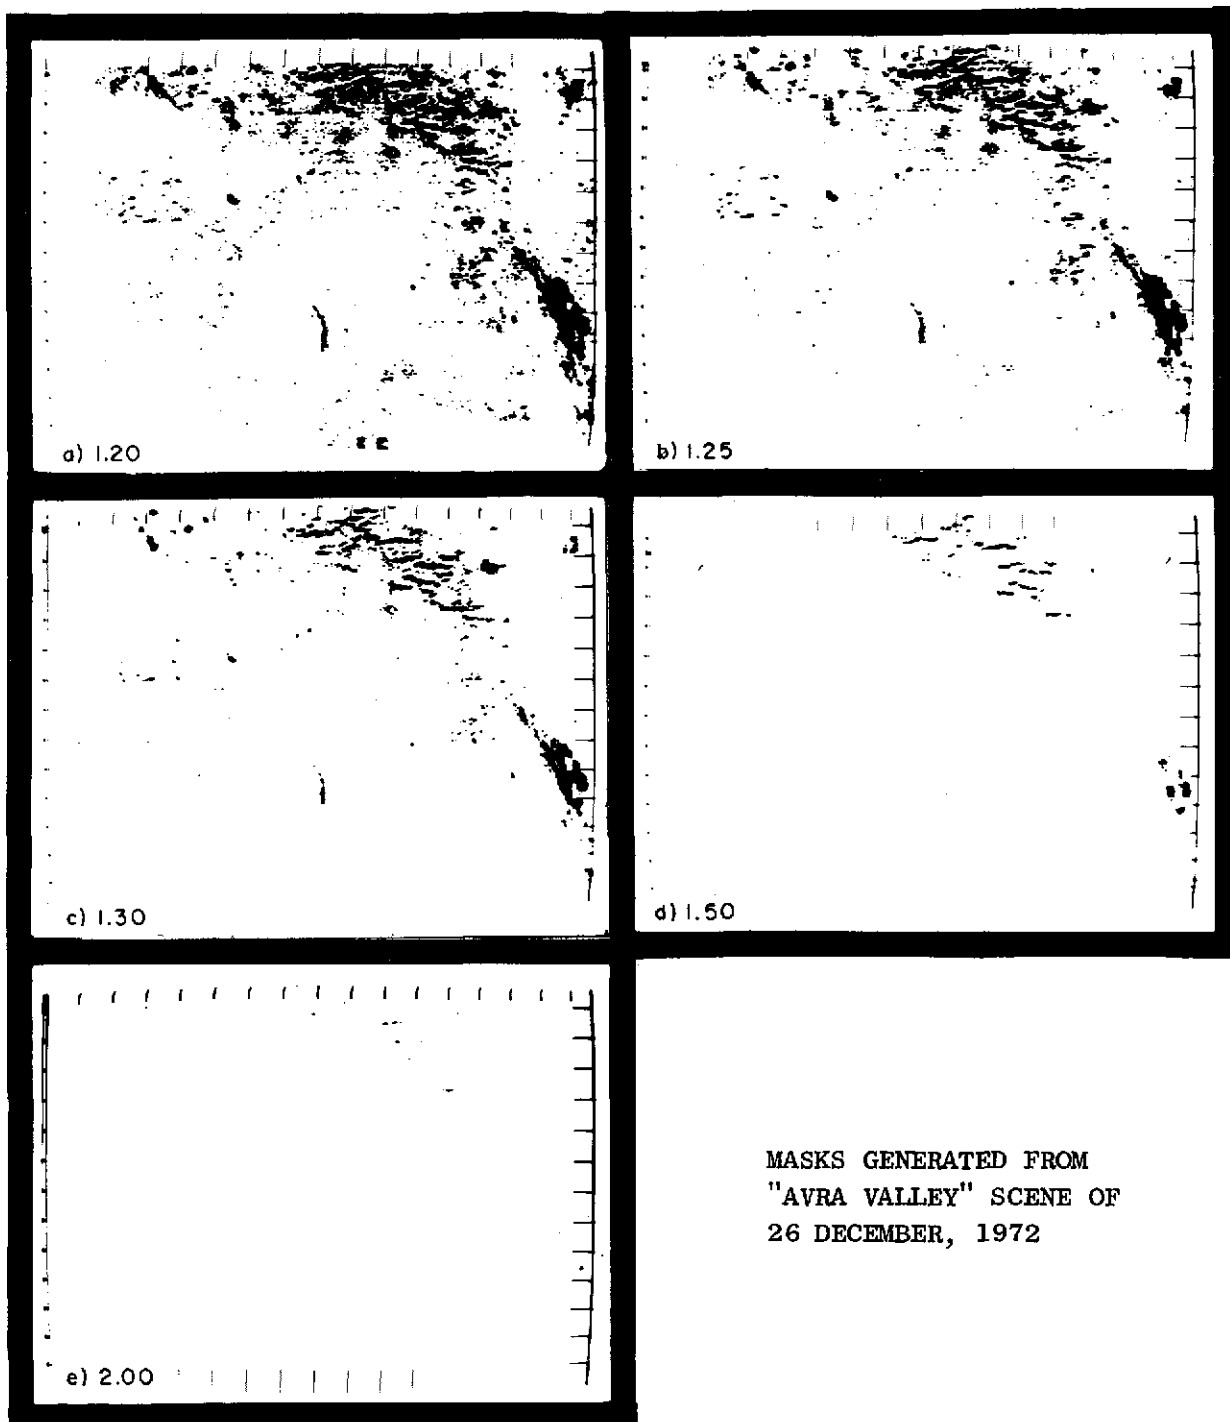 a) 1.20
b) 1.25
c) 1.30
d) 1.50
e) 2.00
MASKS GENERATED FROM
"AVRA VALLEY" SCENE OF
26 DECEMBER, 1972